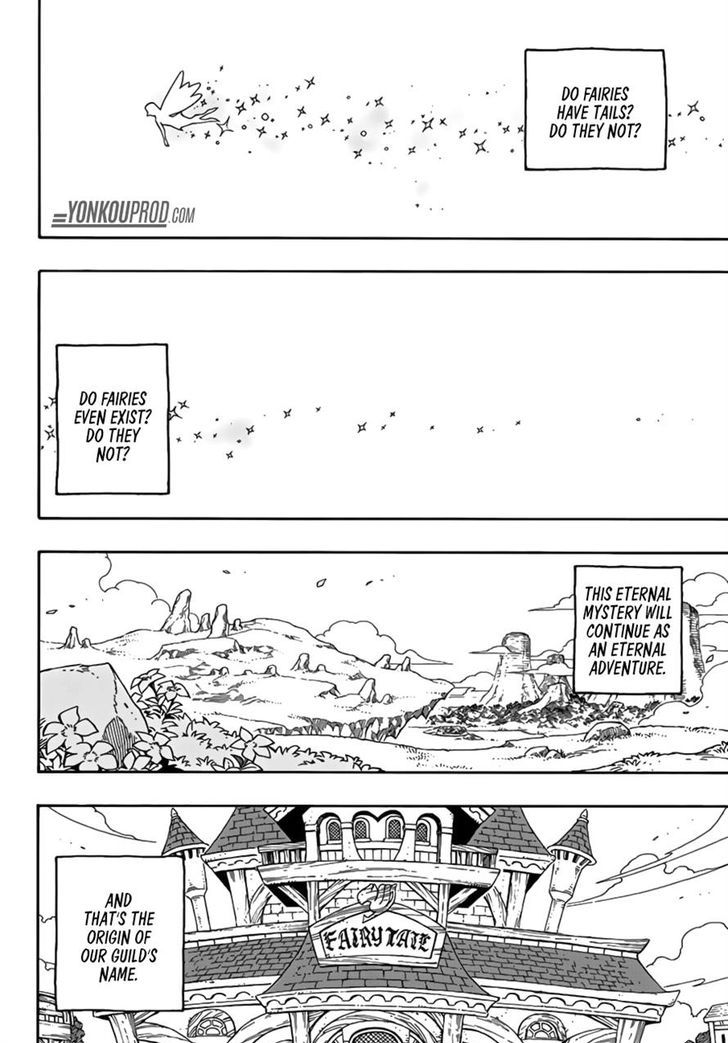 DO FAIRIES
HAVE TAILS?
DO THEY NOT?
=YONKOUPROD.COM
DO FAIRIES
EVEN EXIST?
DO THEY
NOT?
THIS ETERNAL
MYSTERY WILL
CONTINUE AS
AN ETERNAL
ADVENTURE.
AND
THAT'S THE
ORIGIN OF
OUR GUILD'S
NAME.
FAIRY TAIL